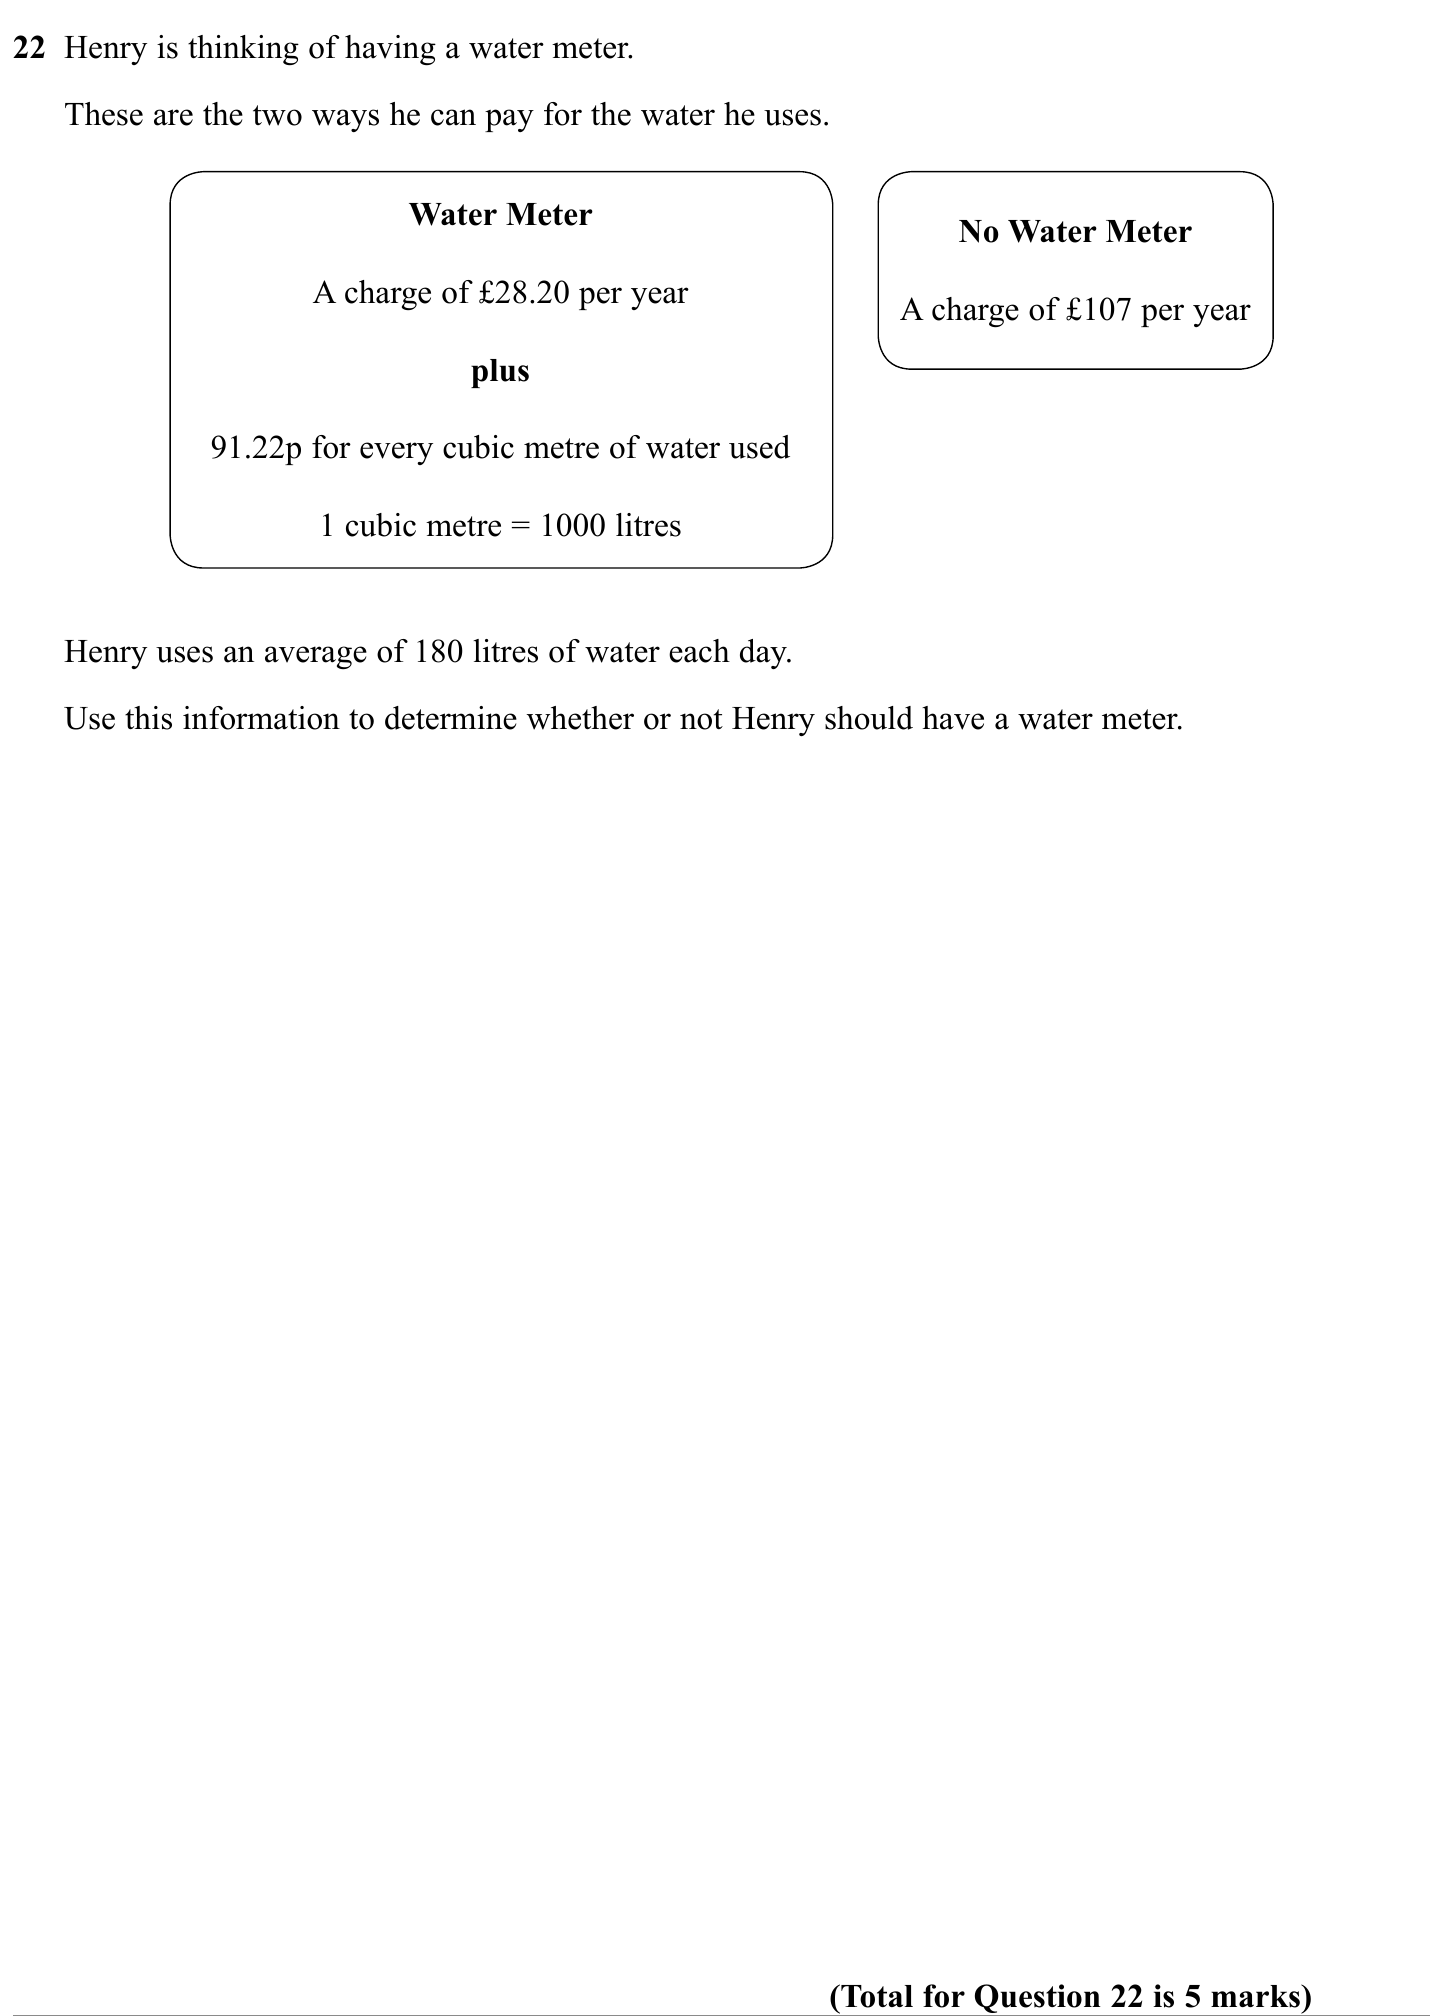 22 Henry is thinking of having a water meter.
These are the two ways he can pay for the water he uses.
Water Meter
A charge of £28.20 per year
plus
91.22p for every cubic metre of water used
1 cubic metre = 1000 litres
No Water Meter
A charge of £107 per year
Henry uses an average of 180 litres of water each day.
Use this information to determine whether or not Henry should have a water meter.
(Total for Question 22 is 5 marks)